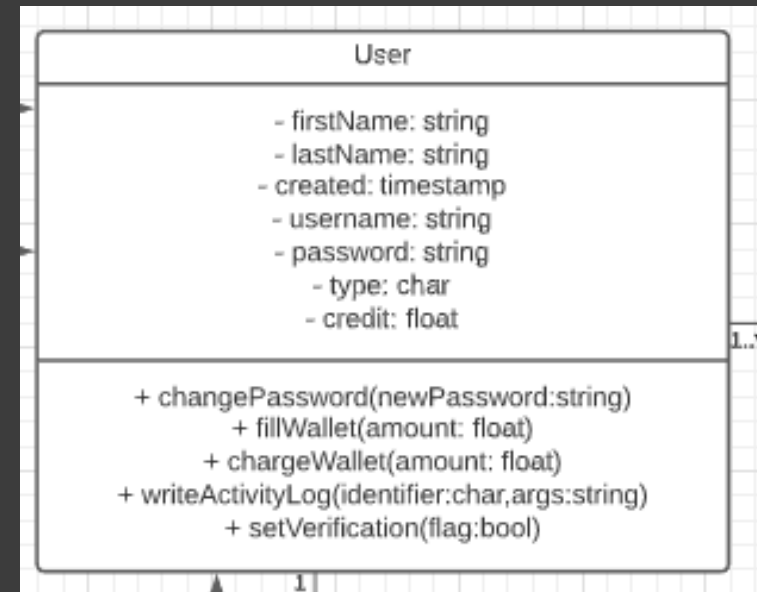 User
- firstName: string
- lastName: string
- created: timestamp
- username: string
- password: string
- type: char
- credit: float
1..
+ changePassword(newPassword:string)
+ fillWallet(amount: float)
+ chargeWallet(amount: float)
+ writeActivityLog(identifier:char,args:string)
+ setVerification(flag:bool)
1